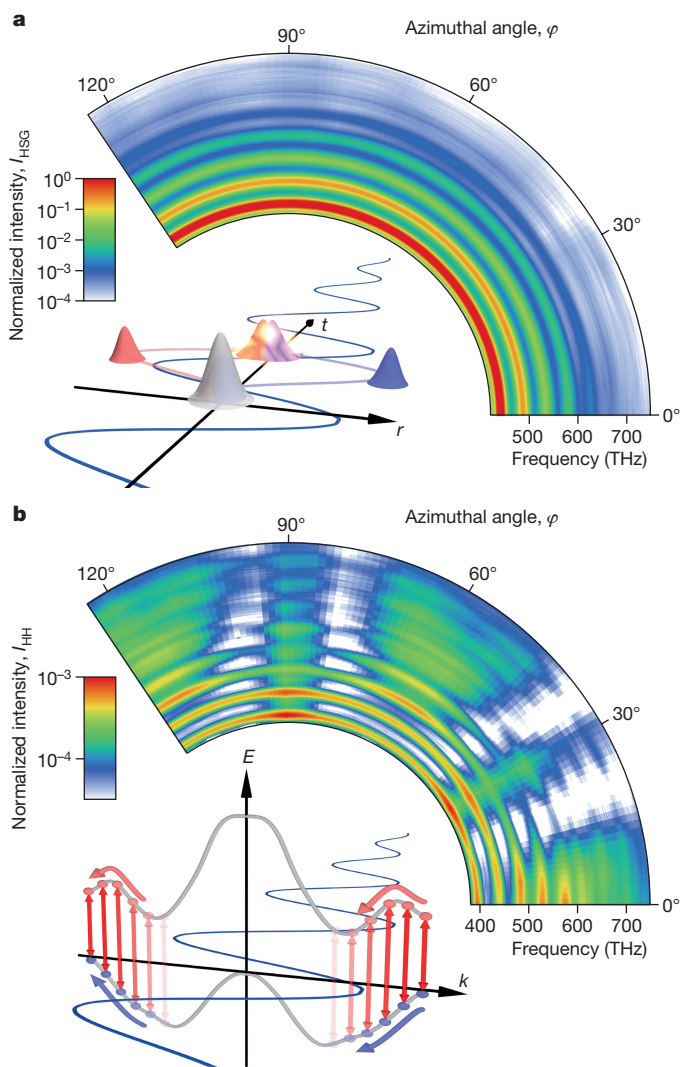 a
Azimuthal angle, φ
90°
120°
60°
30°
0°
Normalized intensity, I_HSG
10⁰
10⁻¹
10⁻²
10⁻³
10⁻⁴
t
r
500 600 700
Frequency (THz)
b
Azimuthal angle, φ
90°
120°
60°
30°
0°
Normalized intensity, I_HH
10⁻³
10⁻⁴
E
k
400 500 600 700
Frequency (THz)